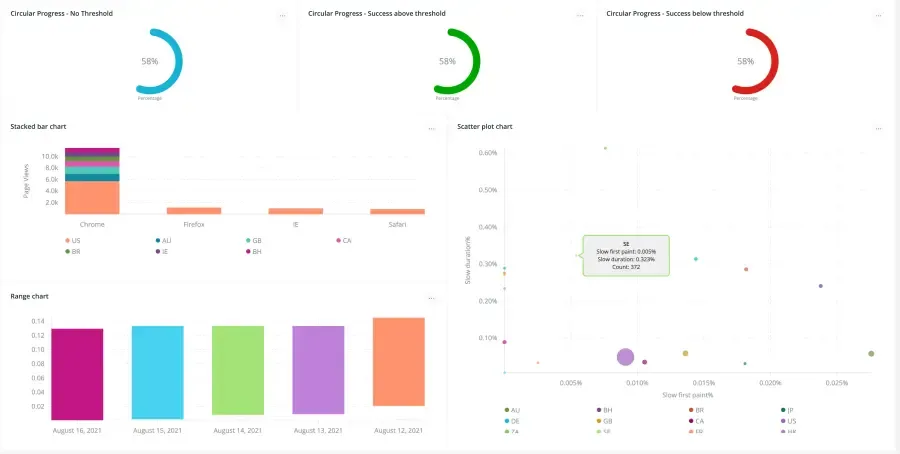 Circular Progress - No Threshold
...
Circular Progress - Success above threshold
...
Circular Progress - Success below threshold
...
58%
Percentage
58%
Percentage
58%
Percentage
Stacked bar chart
...
Page Views
10.0k
8.0k
6.0k
4.0k
2.0k
Chrome
Firefox
IE
Safari
US
AU
GB
CA
BR
IE
BH
Range chart
...
0.14
0.12
0.10
0.08
0.06
0.04
0.02
August 16, 2021
August 15, 2021
August 14, 2021
August 13, 2021
August 12, 2021
Scatter plot chart
...
Slow duration%
0.60%
0.50%
0.40%
0.30%
0.20%
0.10%
SE
Slow first paint: 0.005%
Slow duration: 0.323%
Count: 372
0.005%
0.010%
0.015%
0.020%
0.025%
Slow first paint%
AU
BH
BR
JP
DE
GB
CA
US